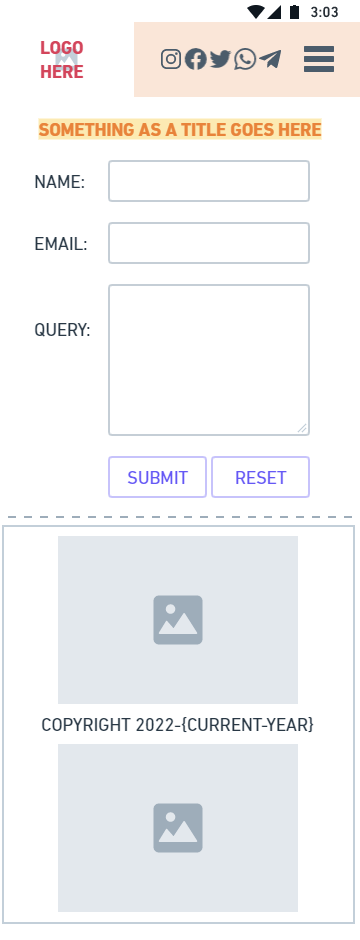 3:03
LOGO
HERE
SOMETHING AS A TITLE GOES HERE
NAME:
EMAIL:
QUERY:
SUBMIT
RESET
COPYRIGHT 2022-{CURRENT-YEAR}